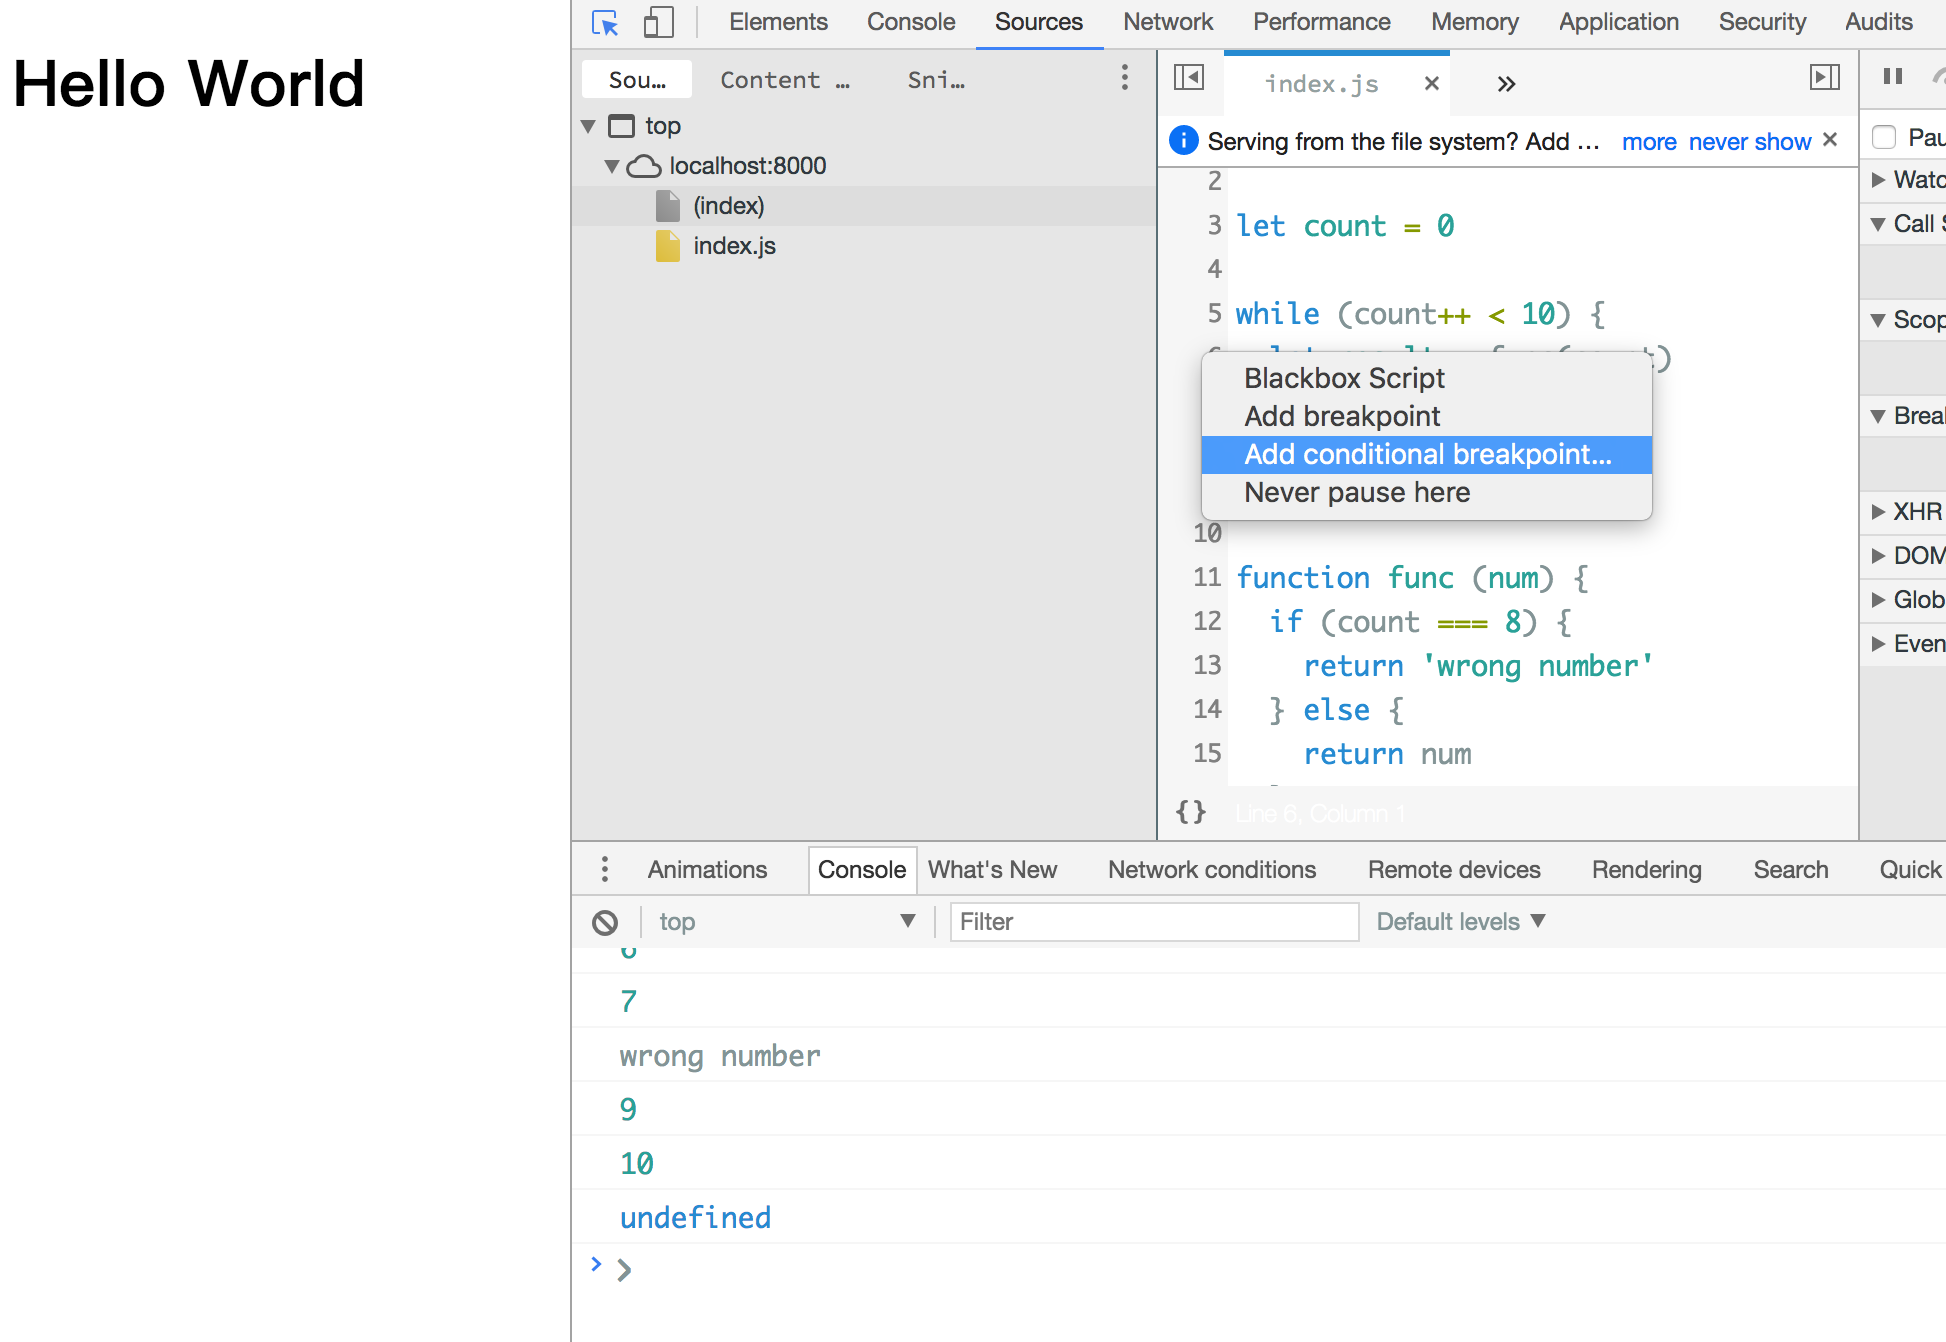 Hello World
Elements Console Sources Network Performance Memory Application Security Audits
Sou... Content ... Sni...
top
localhost:8000
(index)
index.js
index.js × »
Serving from the file system? Add ... more never show ×
2
3 let count = 0
4
5 while (count++ < 10) {
Blackbox Script
Add breakpoint
Add conditional breakpoint...
Never pause here
10
11 function func (num) {
12 if (count === 8) {
13 return 'wrong number'
14 } else {
15 return num
{} Line 6, Column 1
Pau
Watc
Call S
Scop
Brea
XHR
DOM
Glob
Even
Animations Console What's New Network conditions Remote devices Rendering Search Quick
top Filter Default levels
6
7
wrong number
9
10
undefined